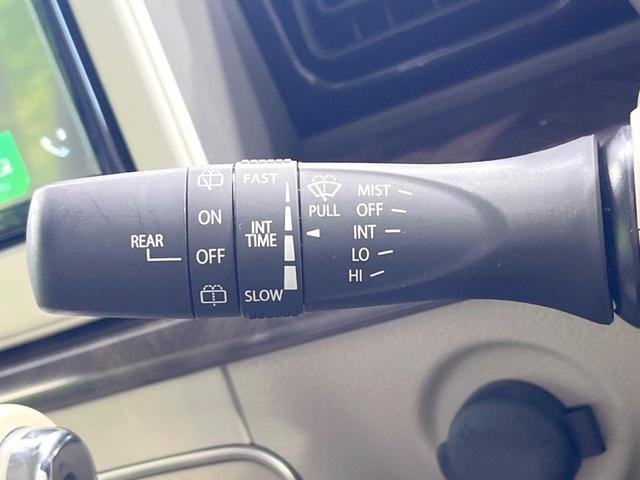 REAR
ON
OFF
FAST
INT
TIME
SLOW
PULL
MIST
OFF
INT
LO
HI